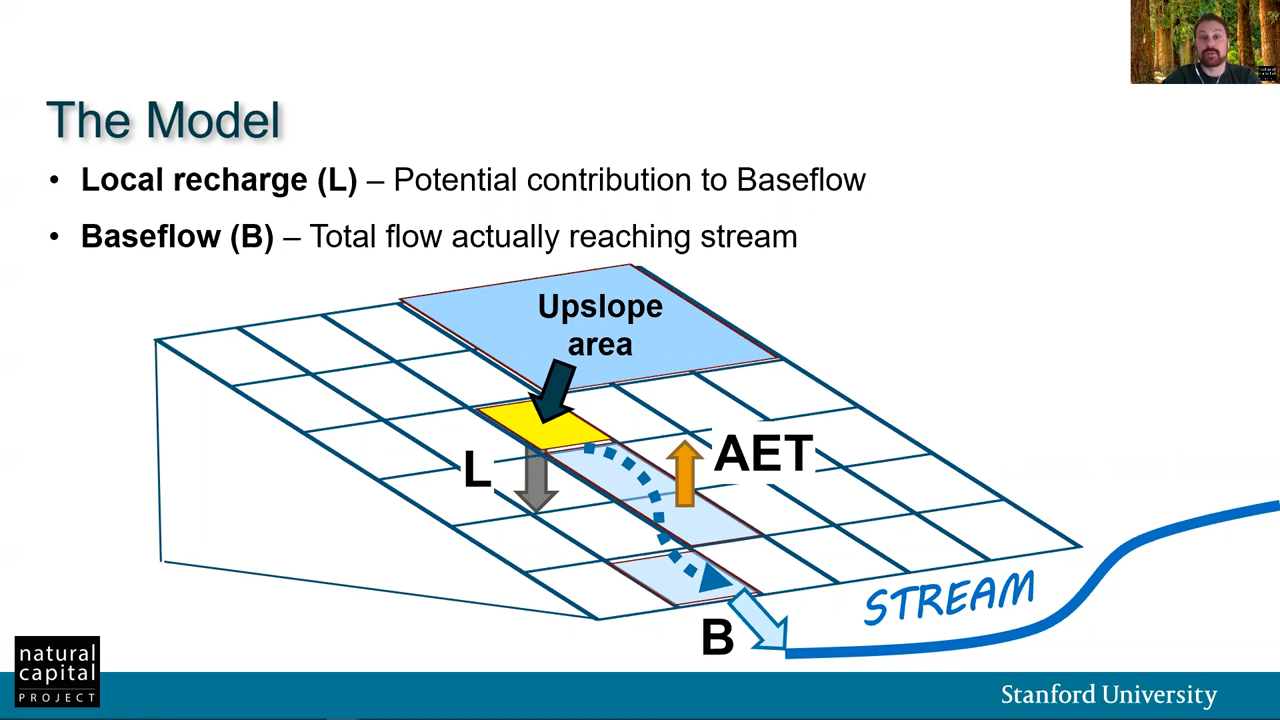 The Model
• Local recharge (L) – Potential contribution to Baseflow
• Baseflow (B) – Total flow actually reaching stream
Upslope
area
L
AET
STREAM
B
natural
capital
PROJECT
Stanford University